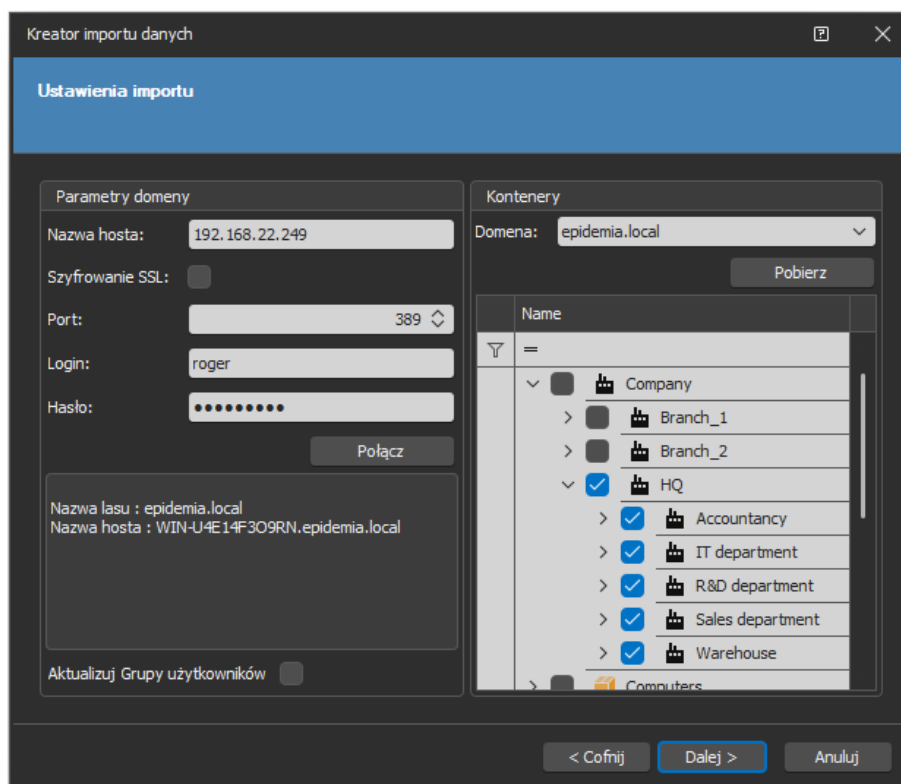 Kreator importu danych
Ustawienia importu
Parametry domeny
Nazwa hosta: 192.168.22.249
Szyfrowanie SSL:
Port: 389
Login: roger
Hasło: •••••••••
Połącz
Nazwa lasu : epidemia.local
Nazwa hosta : WIN-U4E14F3O9RN.epidemia.local
Aktualizuj Grupy użytkowników
Kontenery
Domena: epidemia.local
Pobierz
Name
=
Company
Branch_1
Branch_2
HQ
Accountancy
IT department
R&D department
Sales department
Warehouse
Computers
< Cofnij Dalej > Anuluj